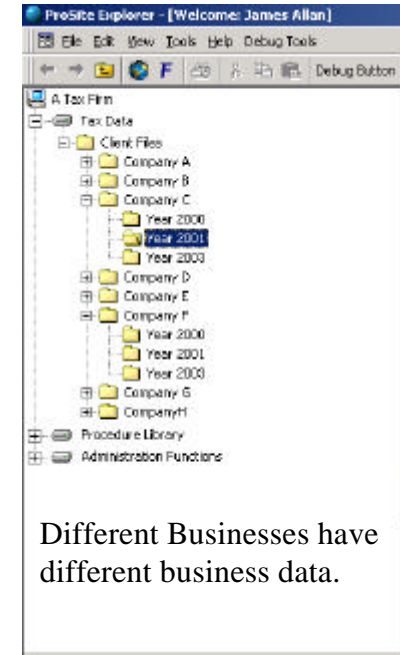 ProSite Explorer - [Welcome: James Allan]
File Edit View Tools Help Debug Tools
F Debug Button
A Tax Firm
Tax Data
Client Files
Company A
Company B
Company C
Year 2000
Year 2001
Year 2003
Company D
Company E
Company F
Year 2000
Year 2001
Year 2003
Company G
CompanyH
Procedure Library
Administration Functions
Different Businesses have
different business data.